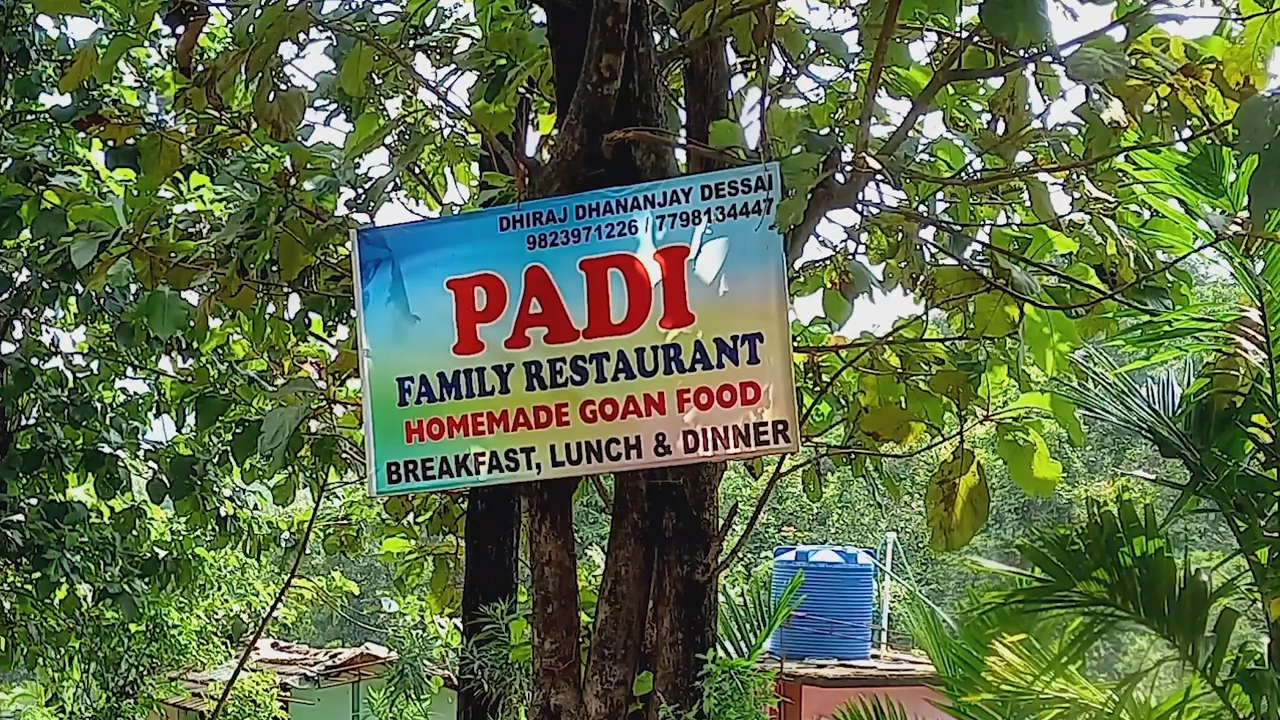 DHIRAJ DHANANJAY DESSAI
9823971226 / 7798134447
PADI
FAMILY RESTAURANT
HOMEMADE GOAN FOOD
BREAKFAST, LUNCH & DINNER